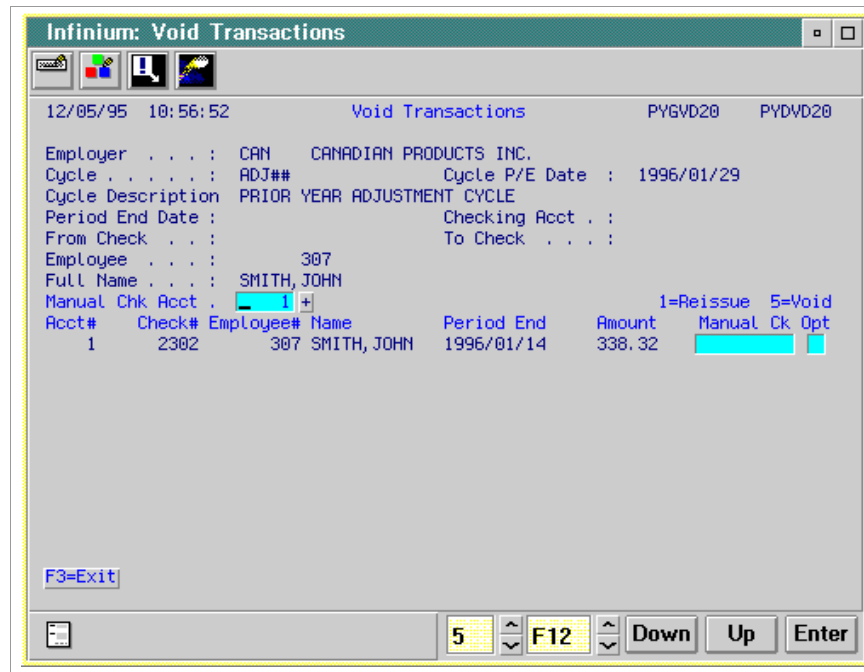 Infinium: Void Transactions
12/05/95 10:56:52 Void Transactions PYGVD20 PYDVD20
Employer . . . : CAN CANADIAN PRODUCTS INC.
Cycle . . . . . : ADJ## Cycle P/E Date : 1996/01/29
Cycle Description PRIOR YEAR ADJUSTMENT CYCLE
Period End Date : Checking Acct . :
From Check . . : To Check . . . :
Employee . . . : 307
Full Name . . . : SMITH, JOHN
Manual Chk Acct . 1 + 1=Reissue 5=Void
Acct# Check# Employee# Name Period End Amount Manual Ck Opt
1 2302 307 SMITH, JOHN 1996/01/14 338.32
F3=Exit
5 F12 Down Up Enter